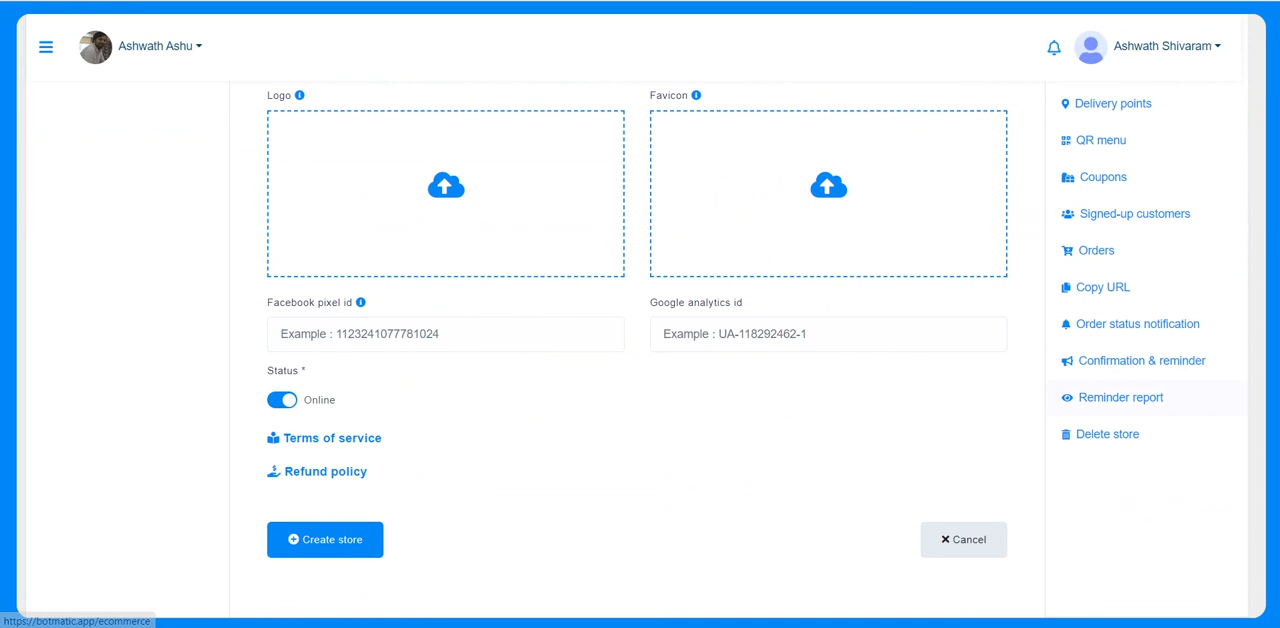 Ashwath Ashu
Ashwath Shivaram
Logo
Favicon
Facebook pixel id
Google analytics id
Example : 1123241077781024
Example : UA-118292462-1
Status *
Online
Terms of service
Refund policy
Create store
Cancel
Delivery points
QR menu
Coupons
Signed-up customers
Orders
Copy URL
Order status notification
Confirmation & reminder
Reminder report
Delete store
https://botmatic.app/ecommerce